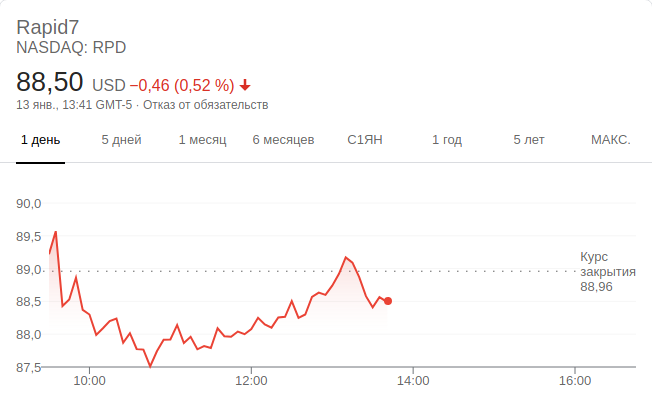 Rapid7
NASDAQ: RPD
88,50 USD −0,46 (0,52 %)
13 янв., 13:41 GMT-5 · Отказ от обязательств
1 день 5 дней 1 месяц 6 месяцев С1ЯН 1 год 5 лет МАКС.
90,0
89,5
89,0
88,5
88,0
87,5
Курс
закрытия
88,96
10:00 12:00 14:00 16:00